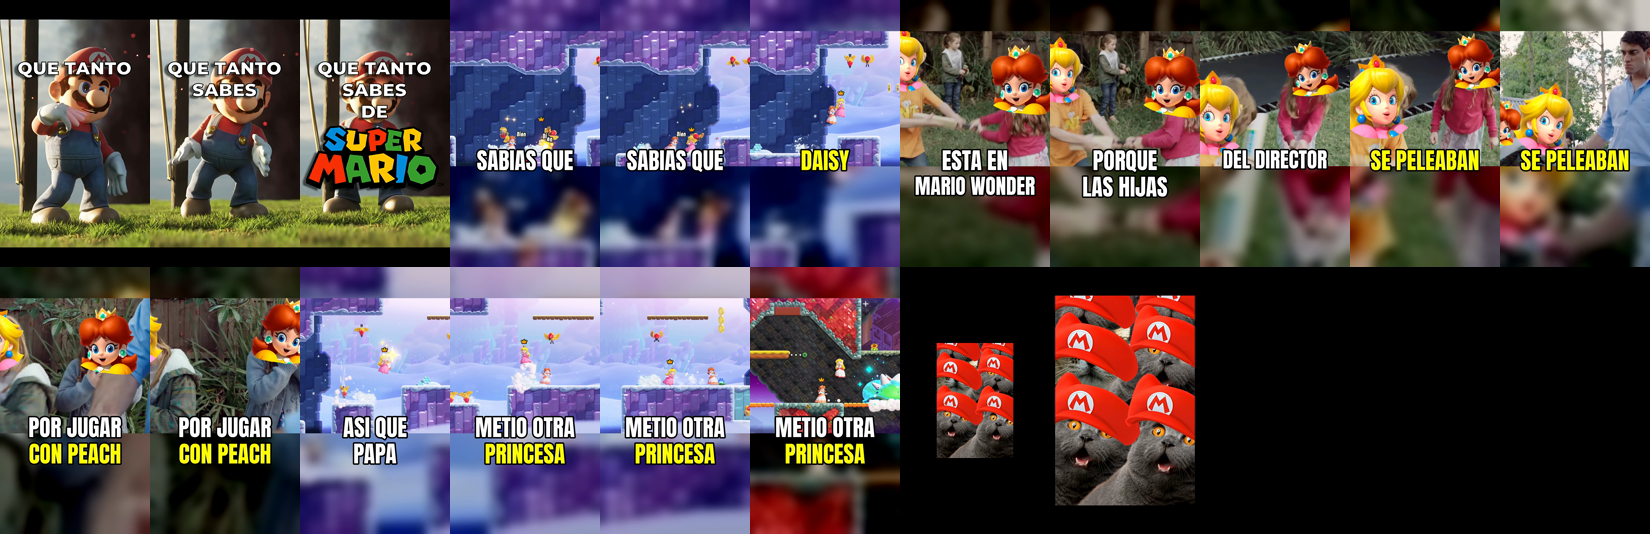 QUE TANTO
QUE TANTO
SABES
QUE TANTO
SABES
DE
SUPER
MARIO
SABIAS QUE
SABIAS QUE
DAISY
ESTA EN
MARIO WONDER
PORQUE
LAS HIJAS
DEL DIRECTOR
SE PELEABAN
SE PELEABAN
POR JUGAR
CON PEACH
POR JUGAR
CON PEACH
ASI QUE
PAPA
METIO OTRA
PRINCESA
METIO OTRA
PRINCESA
METIO OTRA
PRINCESA